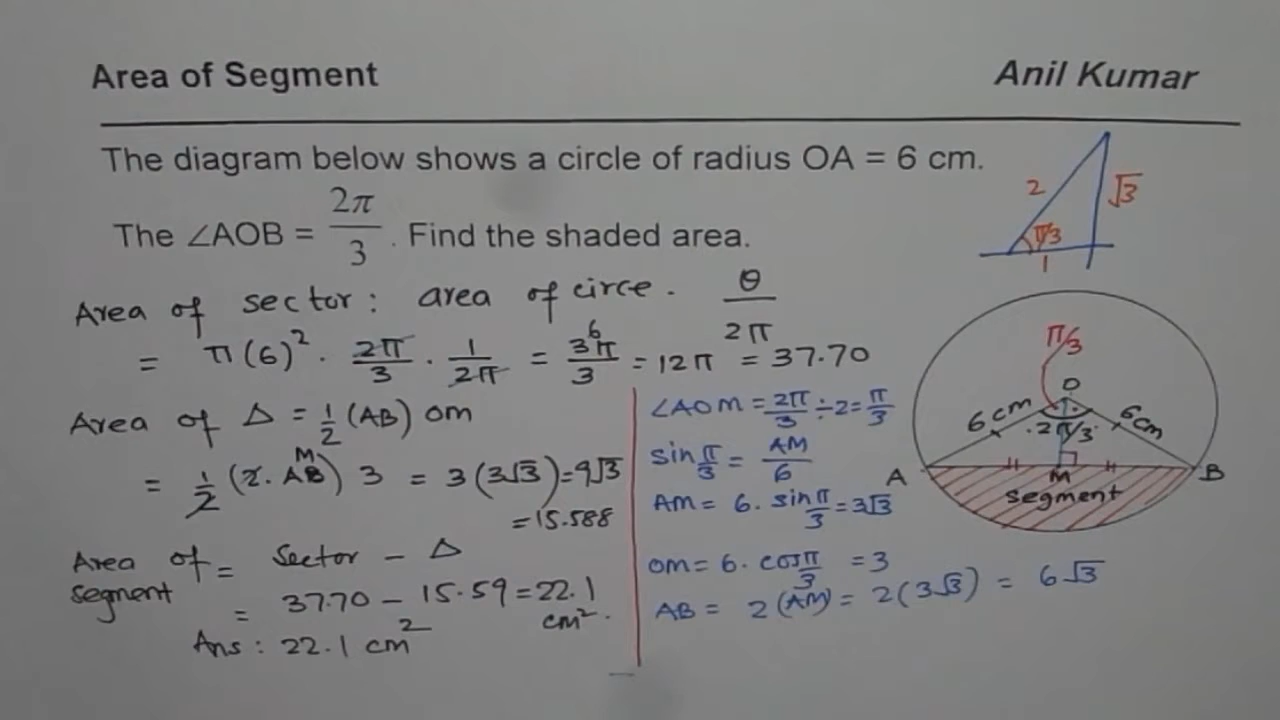 Area of Segment
Anil Kumar
The diagram below shows a circle of radius OA = 6 cm.
The ∠AOB = 2π/3 . Find the shaded area.
2
√3
π/3
1
Area of sector : area of circe . θ/2π
= π(6)² . 2π/3 . 1/2π = 36π/3 = 12π = 37.70
Area of Δ = 1/2 (AB) OM
= 1/2 (2. AM) 3 = 3(3√3) = 9√3
= 15.588
Area of segment = Sector - Δ
= 37.70 - 15.59 = 22.1 cm².
Ans : 22.1 cm²
∠AOM = 2π/3 ÷ 2 = π/3
sin π/3 = AM/6
AM = 6. sin π/3 = 3√3
OM = 6. cos π/3 = 3
AB = 2(AM) = 2(3√3) = 6√3
π/3
O
6cm
6cm
2π/3
A
M
B
segment